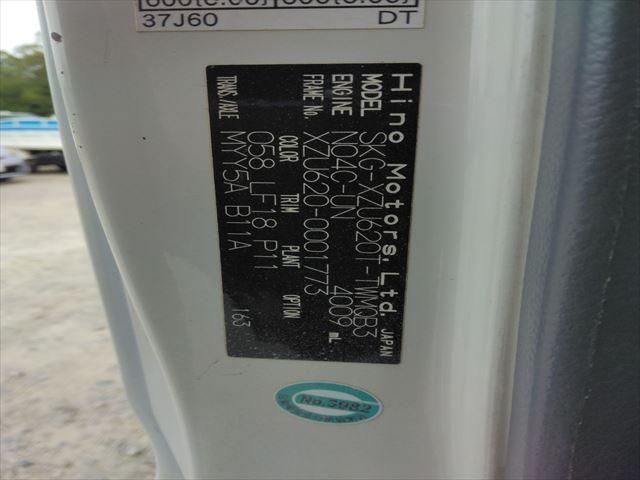 37J60 DT
Hino Motors, Ltd. JAPAN
MODEL SKG-XZU620T-TWMQB3
ENGINE N04C-UN 4009 mL
FRAME No. XZU620-0001773
COLOR TRIM PLANT OPTION
058 LF18 P11
TRANS./AXLE MYY5A B11A 163
No.3982